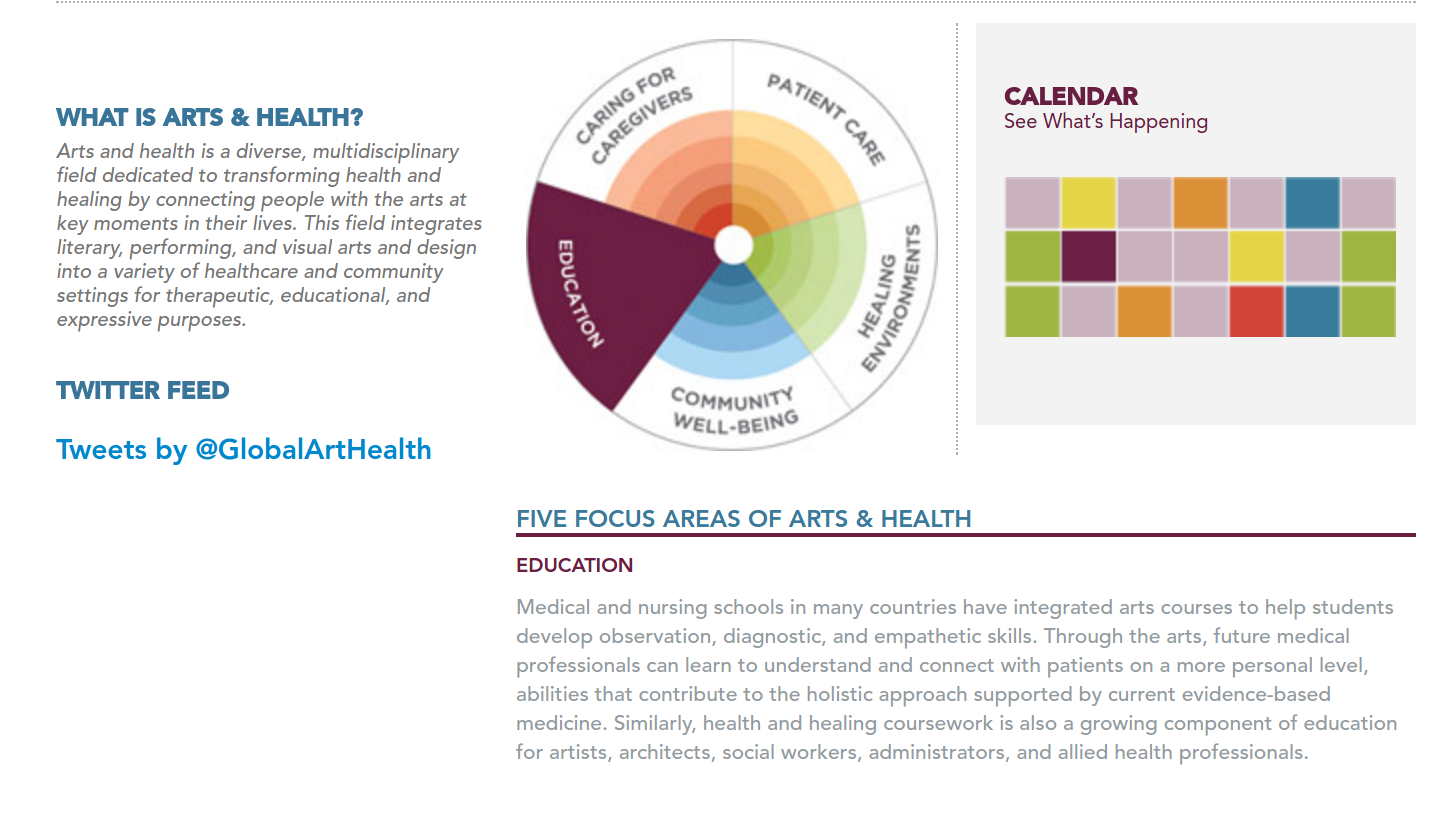 WHAT IS ARTS & HEALTH?
Arts and health is a diverse, multidisciplinary
field dedicated to transforming health and
healing by connecting people with the arts at
key moments in their lives. This field integrates
literary, performing, and visual arts and design
into a variety of healthcare and community
settings for therapeutic, educational, and
expressive purposes.
TWITTER FEED
Tweets by @GlobalArtHealth
CARING FOR
CAREGIVERS
PATIENT CARE
HEALING
ENVIRONMENTS
COMMUNITY
WELL-BEING
EDUCATION
CALENDAR
See What's Happening
FIVE FOCUS AREAS OF ARTS & HEALTH
EDUCATION
Medical and nursing schools in many countries have integrated arts courses to help students
develop observation, diagnostic, and empathetic skills. Through the arts, future medical
professionals can learn to understand and connect with patients on a more personal level,
abilities that contribute to the holistic approach supported by current evidence-based
medicine. Similarly, health and healing coursework is also a growing component of education
for artists, architects, social workers, administrators, and allied health professionals.